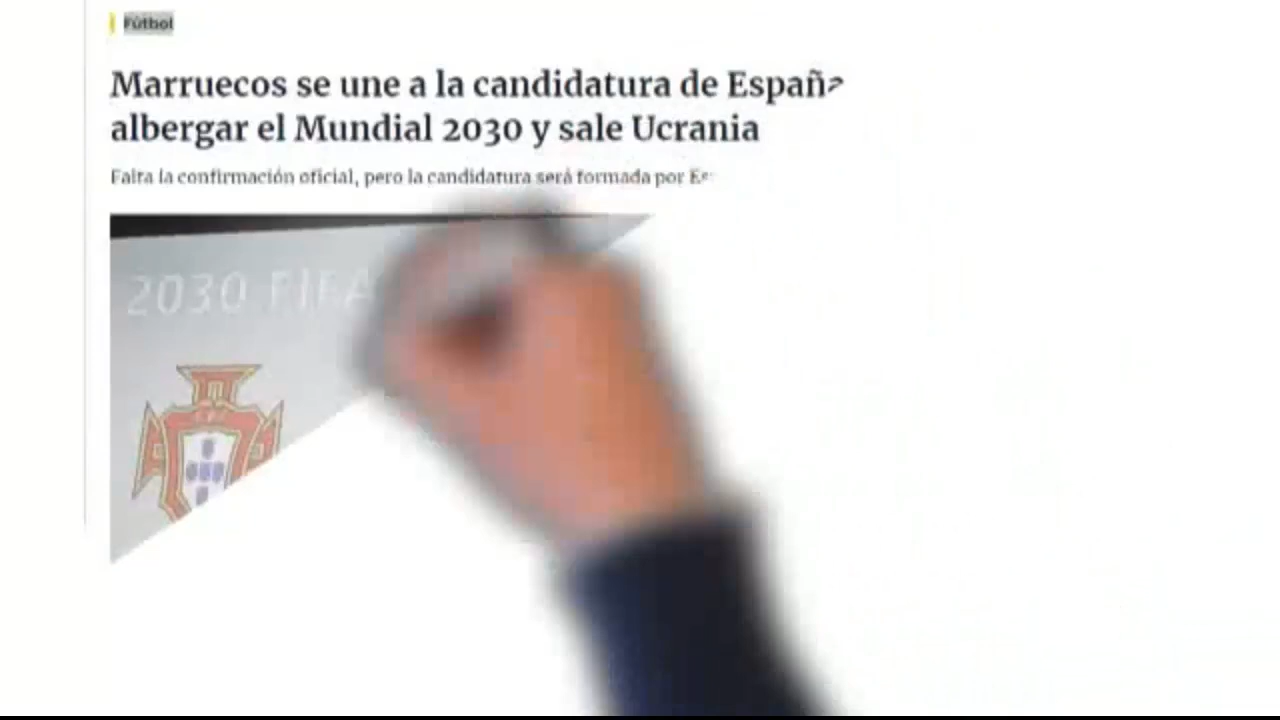 Fútbol
Marruecos se une a la candidatura de España
albergar el Mundial 2030 y sale Ucrania
Falta la confirmación oficial, pero la candidatura será formada por
2030 FIFA